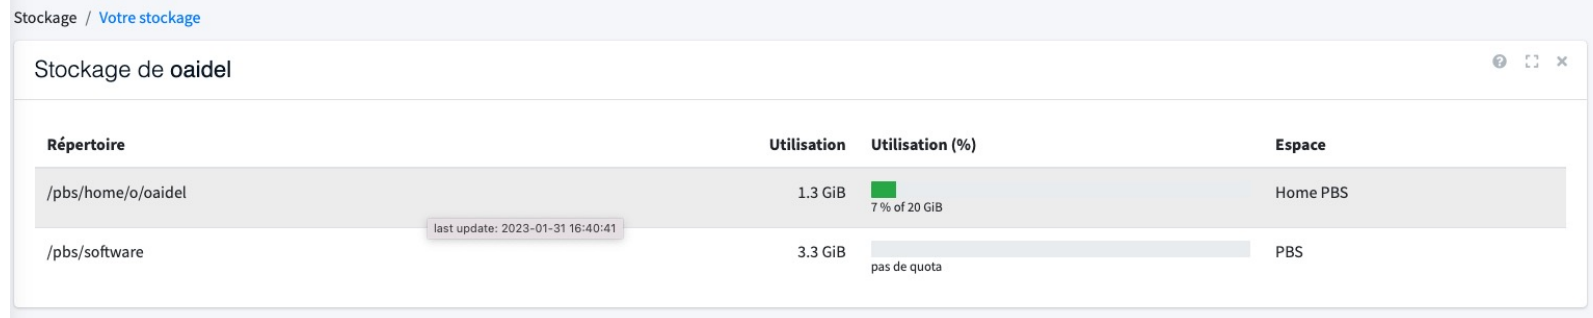 Stockage / Votre stockage
Stockage de oaidel
Répertoire Utilisation Utilisation (%) Espace
/pbs/home/o/oaidel 1.3 GiB 7 % of 20 GiB Home PBS
last update: 2023-01-31 16:40:41
/pbs/software 3.3 GiB pas de quota PBS